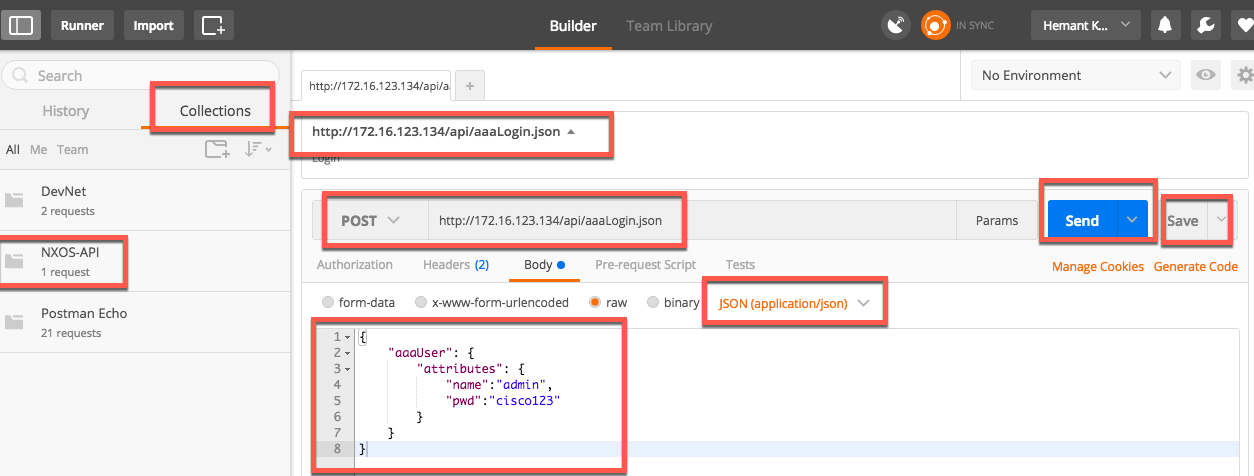 Runner
Import
Builder
Team Library
IN SYNC
Hemant K...
Search
History
Collections
All Me Team
DevNet
2 requests
NXOS-API
1 request
Postman Echo
21 requests
http://172.16.123.134/api/a
+
No Environment
http://172.16.123.134/api/aaaLogin.json
Login
POST
http://172.16.123.134/api/aaaLogin.json
Params
Send
Save
Authorization
Headers (2)
Body
Pre-request Script
Tests
Manage Cookies
Generate Code
form-data
x-www-form-urlencoded
raw
binary
JSON (application/json)
1 {
2 "aaaUser": {
3 "attributes": {
4 "name":"admin",
5 "pwd":"cisco123"
6 }
7 }
8 }